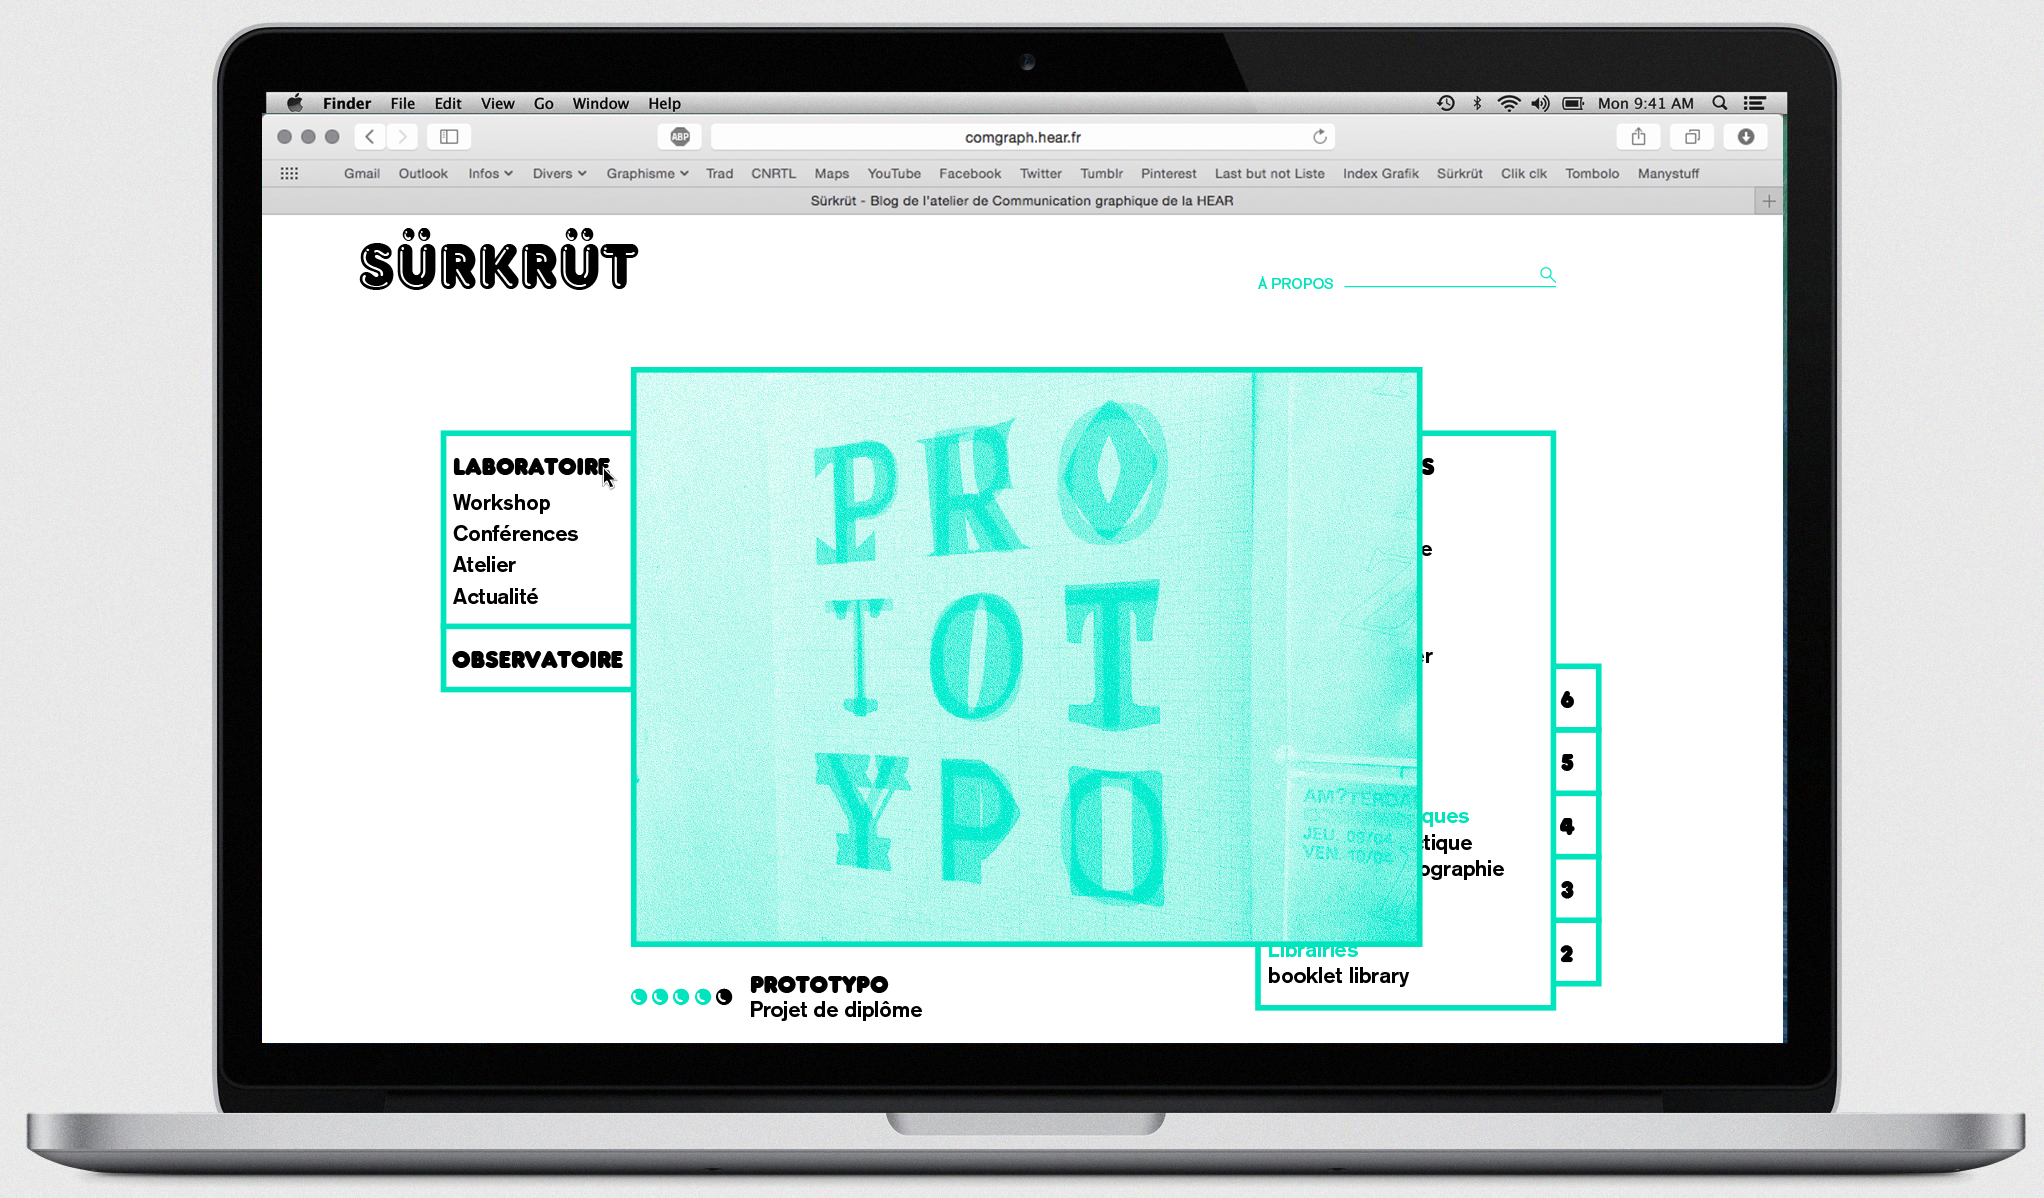 Finder File Edit View Go Window Help Mon 9:41 AM
ABP comgraph.hear.fr
Gmail Outlook Infos Divers Graphisme Trad CNRTL Maps YouTube Facebook Twitter Tumblr Pinterest Last but not Liste Index Grafik Sürkrüt Clik clk Tombolo Manystuff
Sürkrüt - Blog de l'atelier de Communication graphique de la HEAR
SÜRKRÜT
À PROPOS
LABORATOIRE
Workshop
Conférences
Atelier
Actualité
OBSERVATOIRE
PRO
TOT
YPO
AM?TERDA
JEU. 09/04
VEN. 10/04
S
e
er
ques
ctique
ographie
Librairies
booklet library
6
5
4
3
2
PROTOTYPO
Projet de diplôme